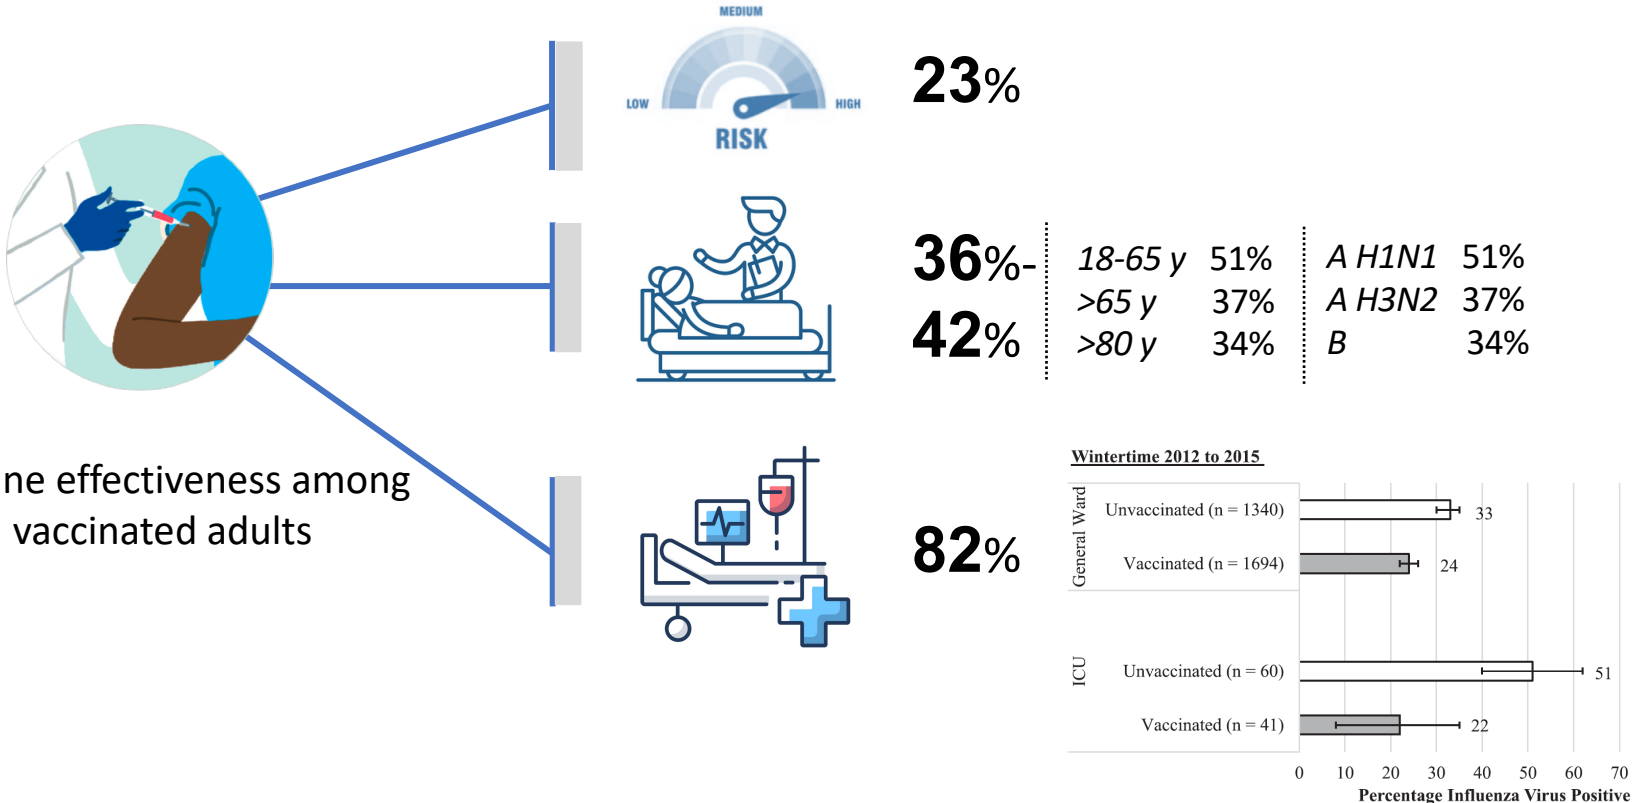 MEDIUM
LOW
HIGH
RISK
23%
36%-
42%
18-65 y 51%
>65 y 37%
>80 y 34%
A H1N1 51%
A H3N2 37%
B 34%
ne effectiveness among
vaccinated adults
82%
Wintertime 2012 to 2015
General Ward
Unvaccinated (n = 1340)
33
Vaccinated (n = 1694)
24
ICU
Unvaccinated (n = 60)
51
Vaccinated (n = 41)
22
0 10 20 30 40 50 60 70
Percentage Influenza Virus Positive